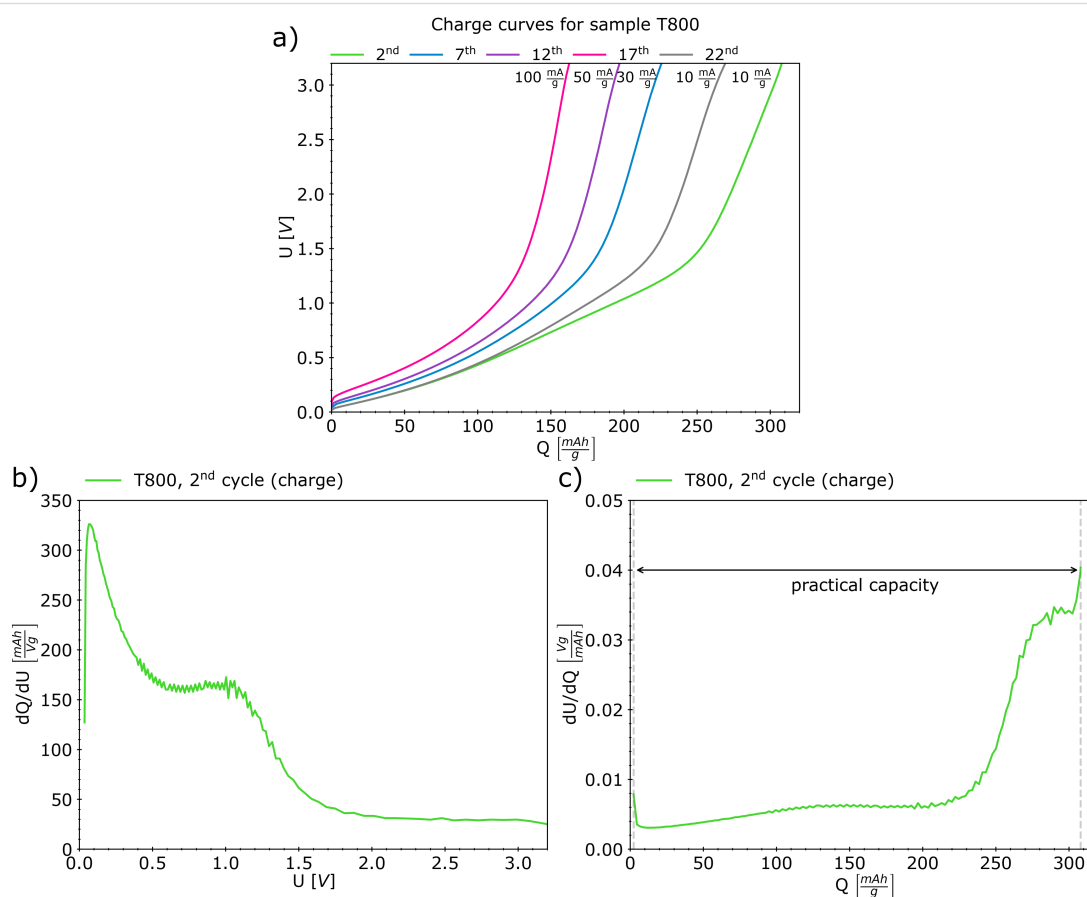 Charge curves for sample T800
a)
2nd 7th 12th 17th 22nd
100 mA/g 50 mA/g 30 mA/g 10 mA/g 10 mA/g
3.0
2.5
2.0
1.5
1.0
0.5
0.0
U [V]
0 50 100 150 200 250 300
Q [mAh/g]
b)
T800, 2nd cycle (charge)
350
300
250
200
150
100
50
0
dQ/dU [mAh/Vg]
0.0 0.5 1.0 1.5 2.0 2.5 3.0
U [V]
c)
T800, 2nd cycle (charge)
0.05
0.04
0.03
0.02
0.01
0.00
dU/dQ [Vg/mAh]
practical capacity
0 50 100 150 200 250 300
Q [mAh/g]